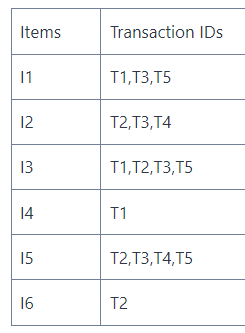 Items Transaction IDs
I1 T1,T3,T5
I2 T2,T3,T4
I3 T1,T2,T3,T5
I4 T1
I5 T2,T3,T4,T5
I6 T2